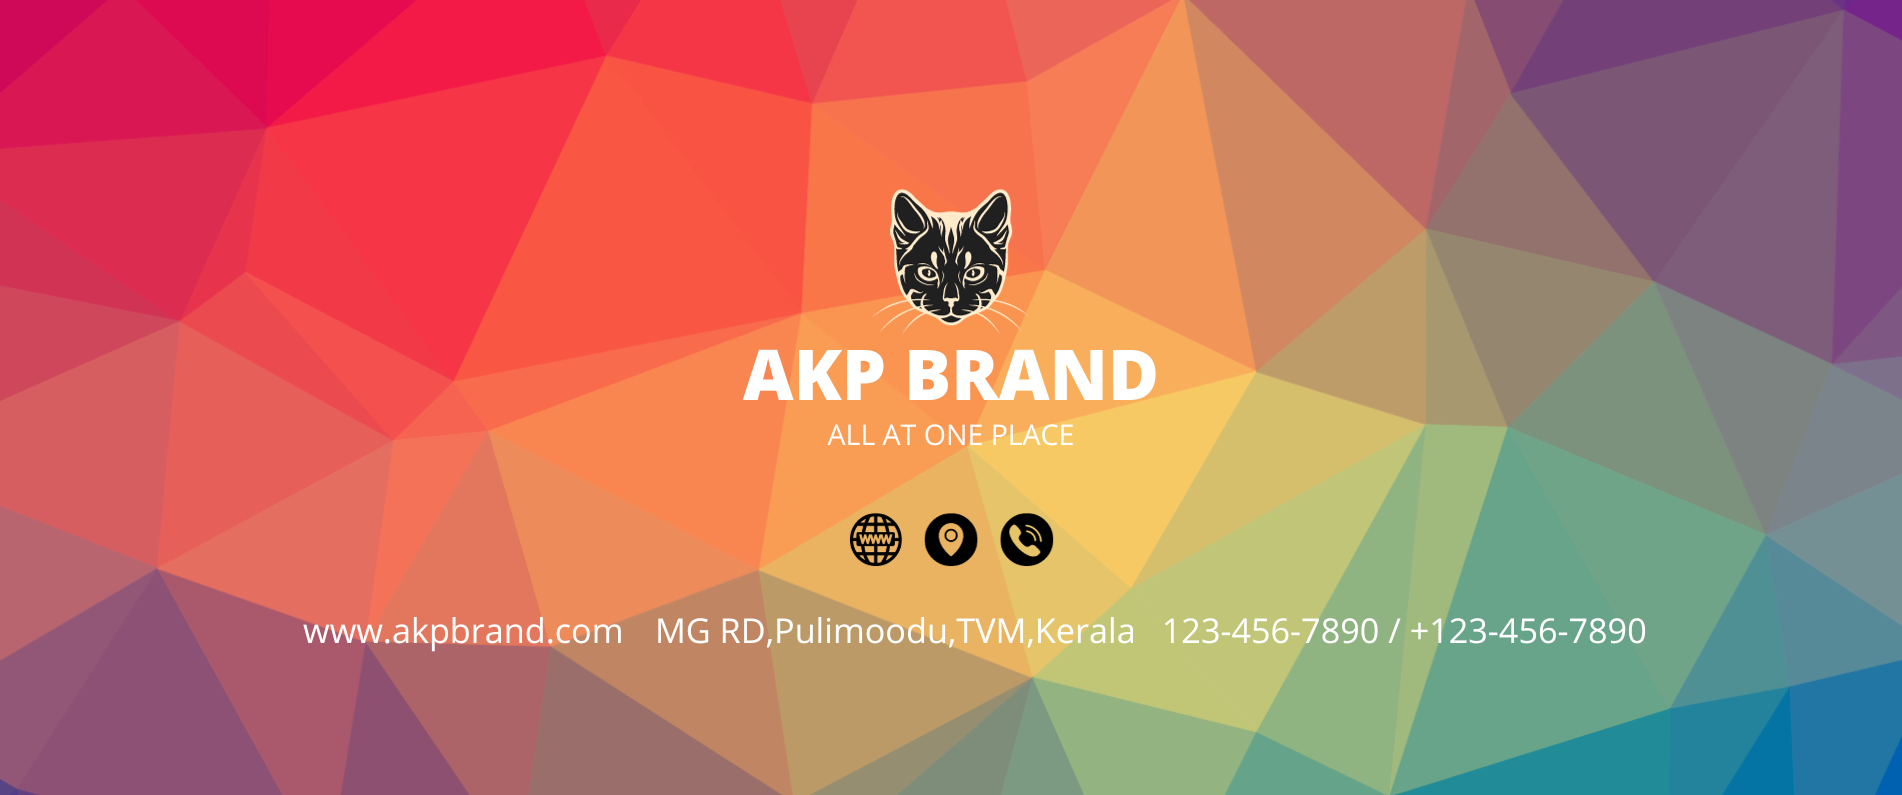 AKP BRAND
ALL AT ONE PLACE
WWW
www.akpbrand.com MG RD,Pulimoodu,TVM,Kerala 123-456-7890 / +123-456-7890